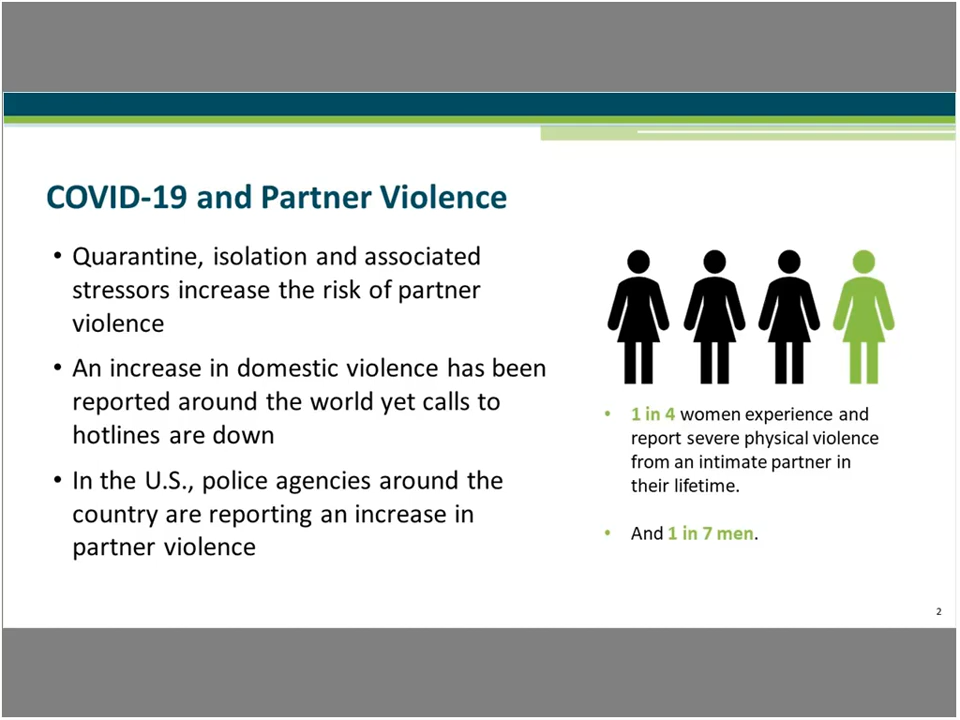 COVID-19 and Partner Violence
• Quarantine, isolation and associated
stressors increase the risk of partner
violence
• An increase in domestic violence has been
reported around the world yet calls to
hotlines are down
• In the U.S., police agencies around the
country are reporting an increase in
partner violence
• 1 in 4 women experience and
report severe physical violence
from an intimate partner in
their lifetime.
• And 1 in 7 men.
2